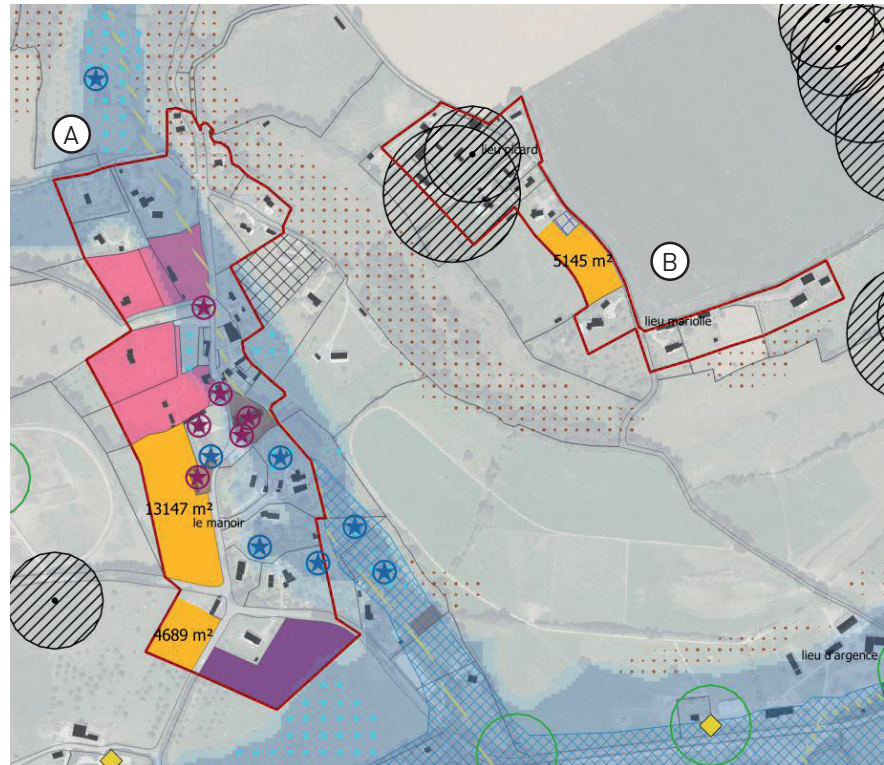 A
lieu picard
5145 m²
B
lieu mariolle
13147 m²
le manoir
4689 m²
lieu d'argence